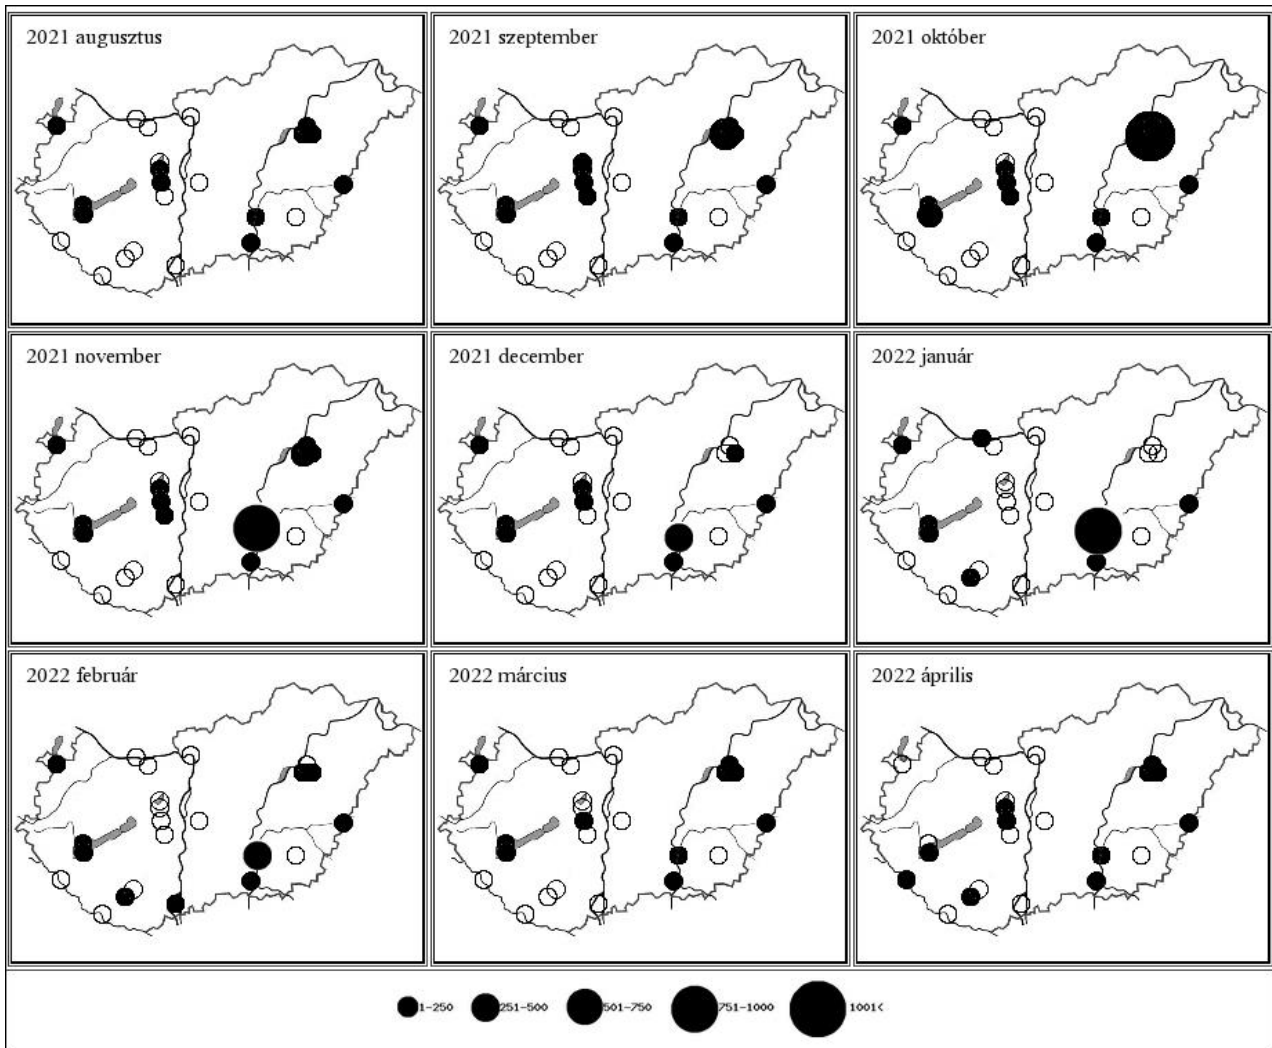 2021 augusztus
2021 szeptember
2021 október
2021 november
2021 december
2022 január
2022 február
2022 március
2022 április
1-250 251-500 501-750 751-1000 1001<